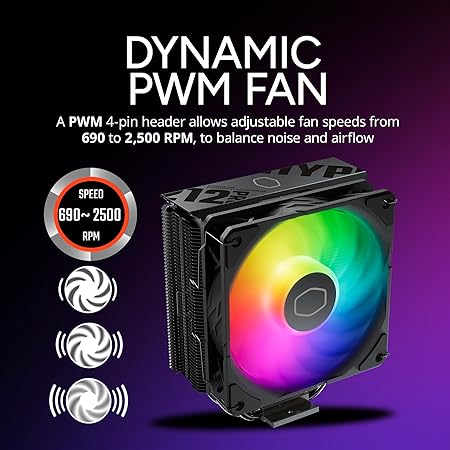 DYNAMIC
PWM FAN
A PWM 4-pin header allows adjustable fan speeds from
690 to 2,500 RPM, to balance noise and airflow
SPEED
690~ 2500
RPM